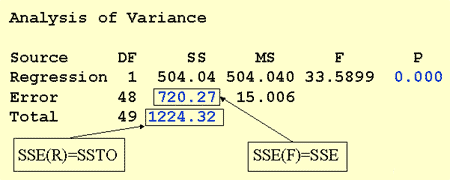 Analysis of Variance
Source DF SS MS F P
Regression 1 504.04 504.040 33.5899 0.000
Error 48 720.27 15.006
Total 49 1224.32
SSE(R)=SSTO SSE(F)=SSE